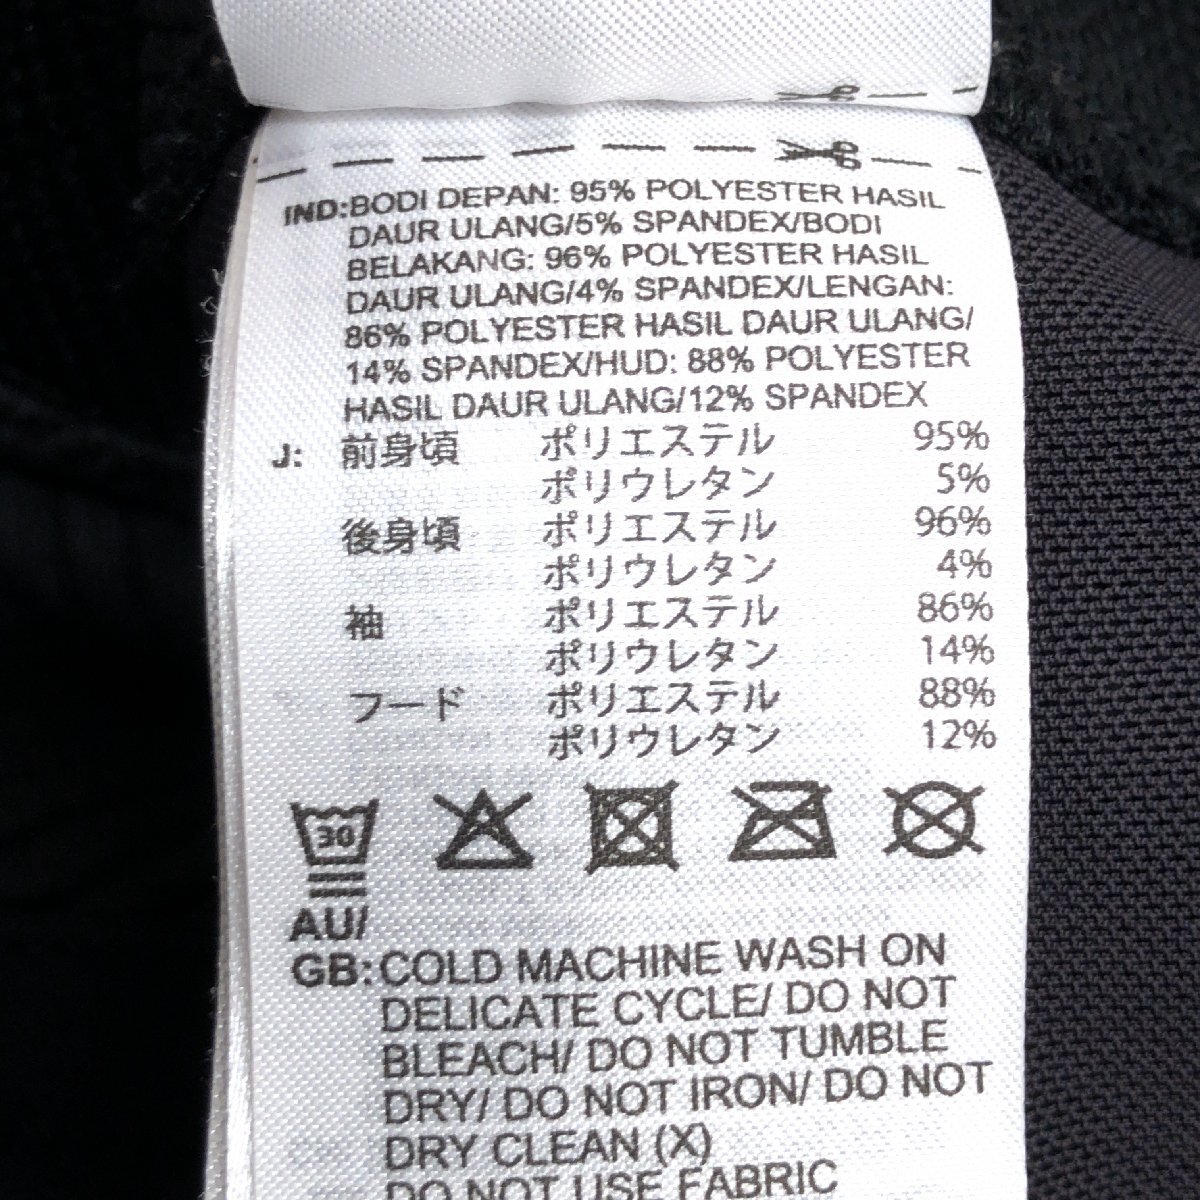 IND:BODI DEPAN: 95% POLYESTER HASIL
DAUR ULANG/5% SPANDEX/BODI
BELAKANG: 96% POLYESTER HASIL
DAUR ULANG/4% SPANDEX/LENGAN:
86% POLYESTER HASIL DAUR ULANG/
14% SPANDEX/HUD: 88% POLYESTER
HASIL DAUR ULANG/12% SPANDEX
J: 前身頃 ポリエステル 95%
ポリウレタン 5%
後身頃 ポリエステル 96%
ポリウレタン 4%
袖 ポリエステル 86%
ポリウレタン 14%
フード ポリエステル 88%
ポリウレタン 12%
30
AU/
GB:COLD MACHINE WASH ON
DELICATE CYCLE/ DO NOT
BLEACH/ DO NOT TUMBLE
DRY/ DO NOT IRON/ DO NOT
DRY CLEAN (X)
DO NOT USE FABRIC